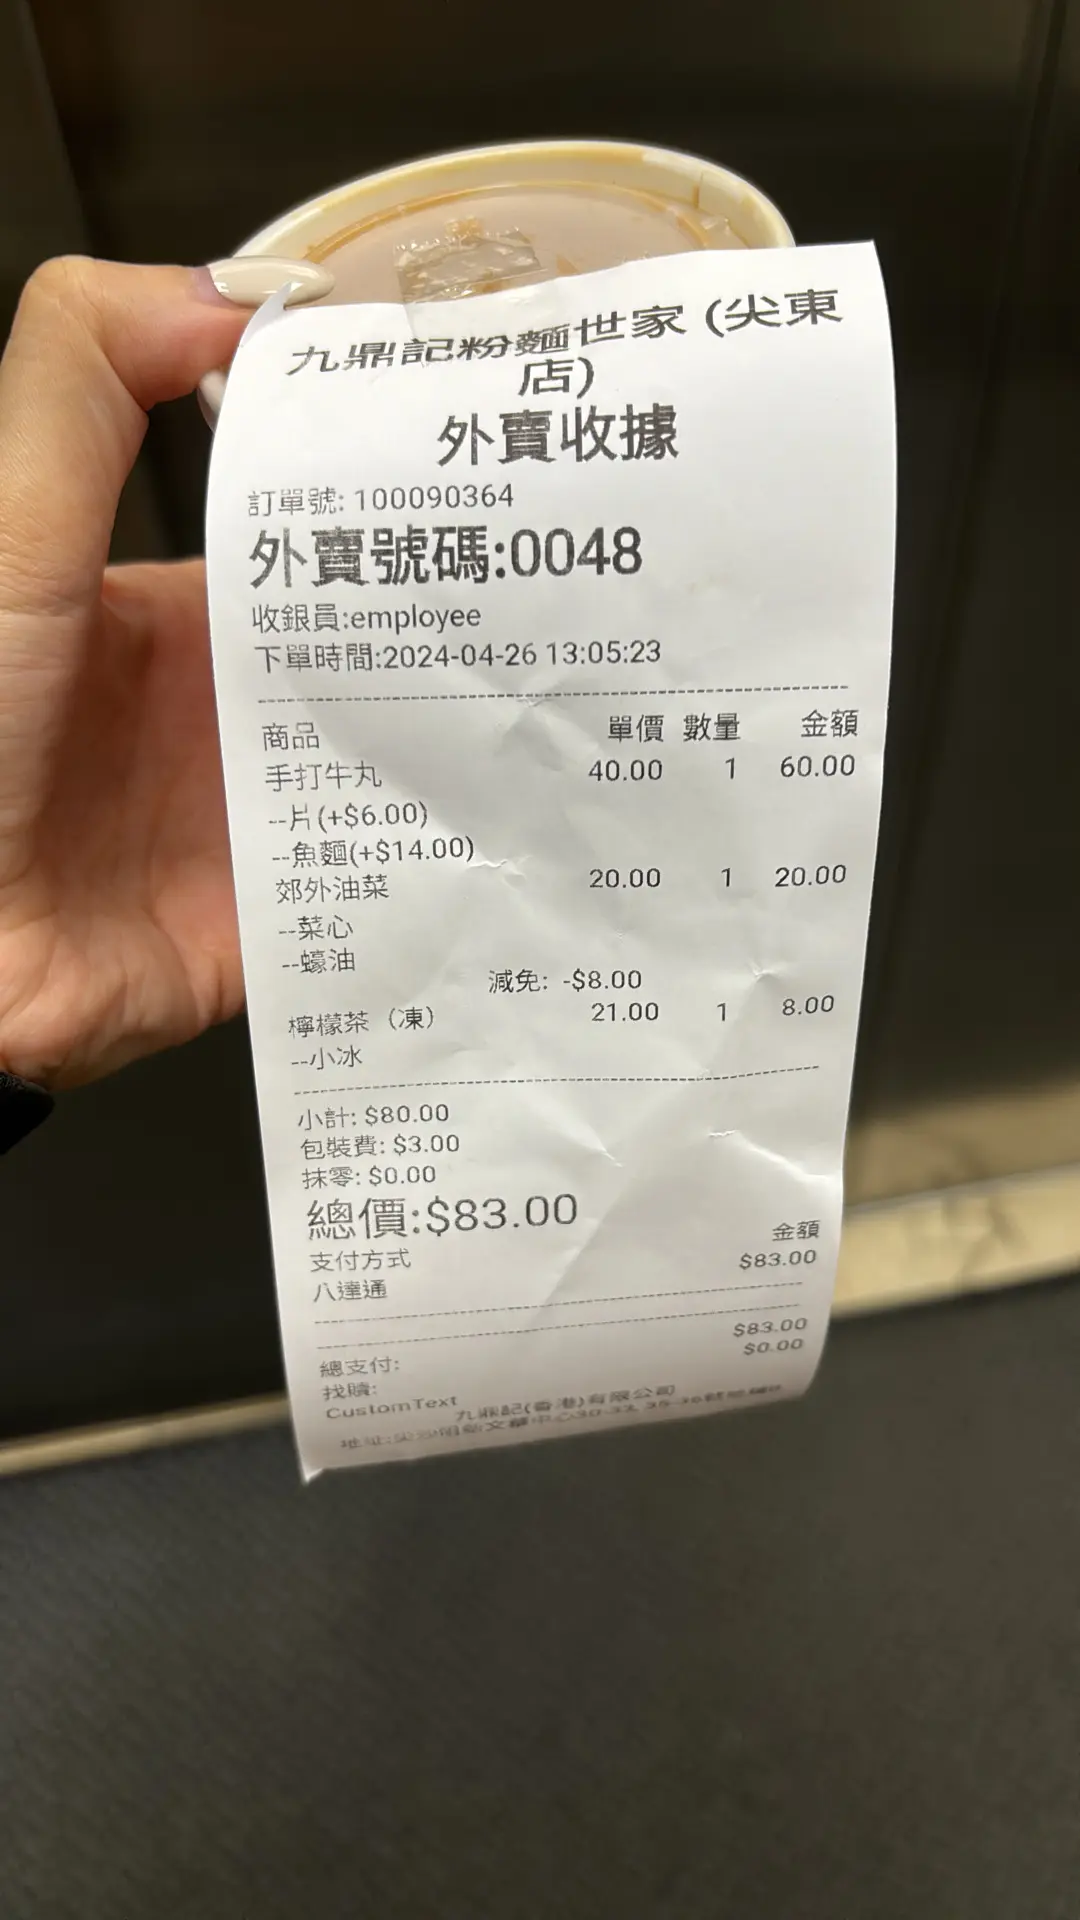 九鼎記粉麵世家 (尖東
店)
外賣收據
訂單號: 100090364
外賣號碼:0048
收銀員:employee
下單時間:2024-04-26 13:05:23
商品 單價 數量 金額
手打牛丸 40.00 1 60.00
--片(+$6.00)
--魚麵(+$14.00)
郊外油菜 20.00 1 20.00
--菜心
--蠔油
減免: -$8.00
檸檬茶（凍） 21.00 1 8.00
--小冰
小計: $80.00
包裝費: $3.00
抹零: $0.00
總價:$83.00
支付方式 金額
八達通 $83.00
總支付: $83.00
找贖: $0.00
CustomText
九鼎記(香港)有限公司
地址:尖沙咀